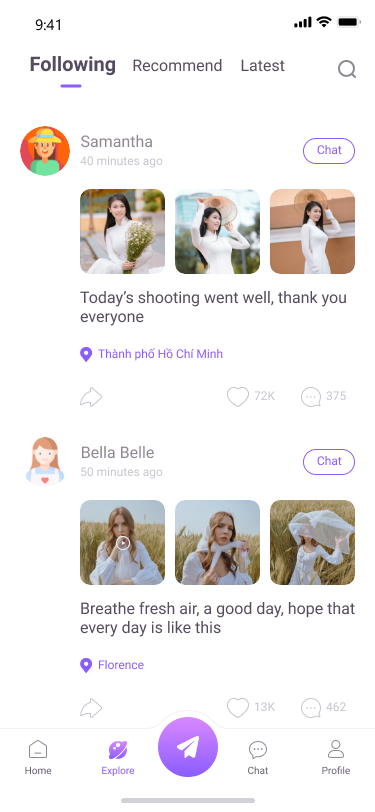 9:41
Following Recommend Latest
Samantha
40 minutes ago
Chat
Today’s shooting went well, thank you
everyone
Thành phố Hồ Chí Minh
72K 375
Bella Belle
50 minutes ago
Chat
Breathe fresh air, a good day, hope that
every day is like this
Florence
13K 462
Home Explore Chat Profile